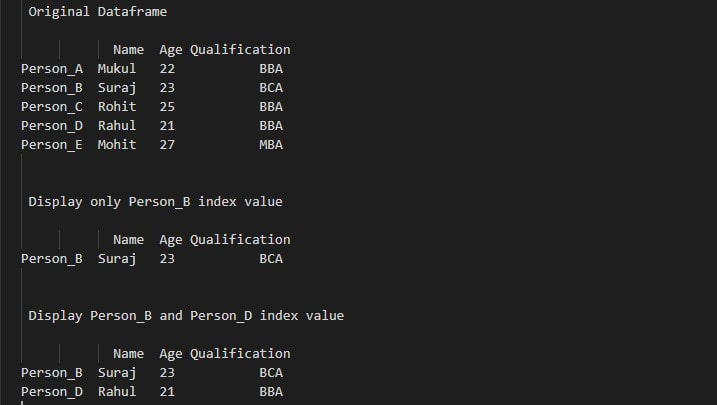 Original Dataframe
Name Age Qualification
Person_A Mukul 22 BBA
Person_B Suraj 23 BCA
Person_C Rohit 25 BBA
Person_D Rahul 21 BBA
Person_E Mohit 27 MBA
Display only Person_B index value
Name Age Qualification
Person_B Suraj 23 BCA
Display Person_B and Person_D index value
Name Age Qualification
Person_B Suraj 23 BCA
Person_D Rahul 21 BBA